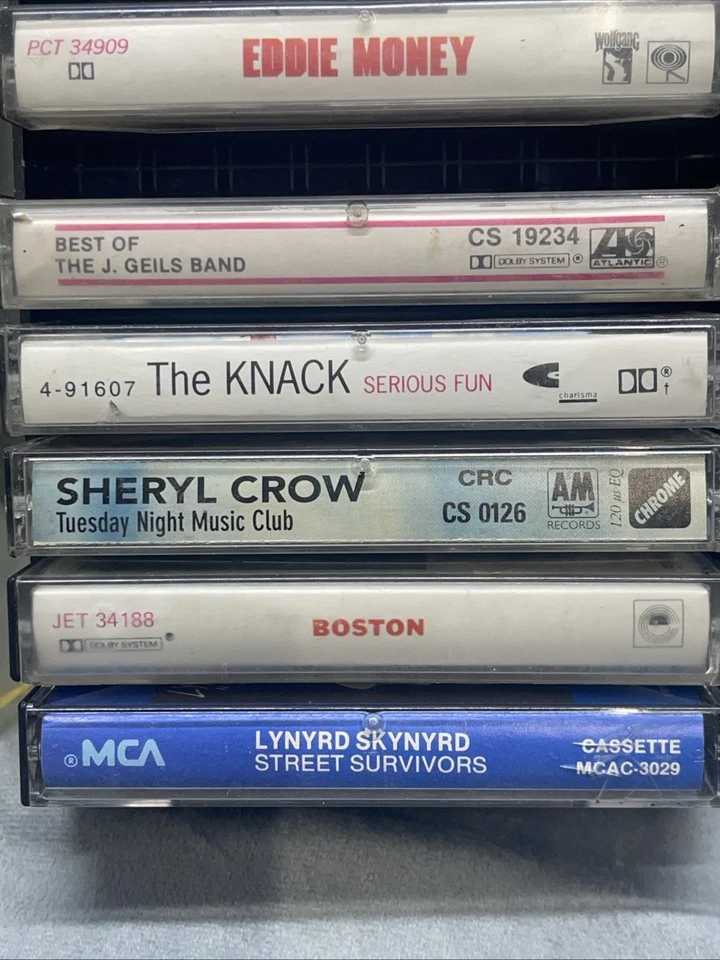 PCT 34909
EDDIE MONEY
wolfgang
BEST OF
THE J. GEILS BAND
CS 19234
DOLBY SYSTEM ®
ATLANTIC ®
4-91607 The KNACK SERIOUS FUN
charisma
® †
SHERYL CROW
Tuesday Night Music Club
CRC
CS 0126
A&M
RECORDS
120 μs EQ
CHROME
JET 34188
DOLBY SYSTEM ®
BOSTON
® MCA
LYNYRD SKYNYRD
STREET SURVIVORS
CASSETTE
MCAC-3029